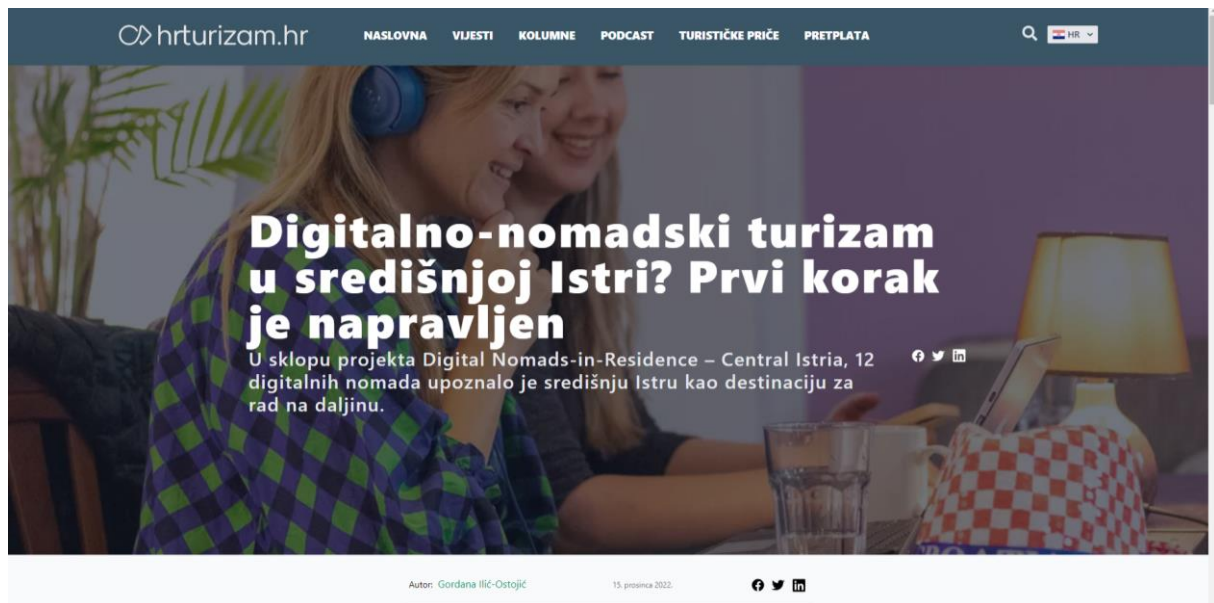 hrturizam.hr
NASLOVNA VIJESTI KOLUMNE PODCAST TURISTIČKE PRIČE PRETPLATA
HR
Digitalno-nomadski turizam
u središnjoj Istri? Prvi korak
je napravljen
U sklopu projekta Digital Nomads-in-Residence – Central Istria, 12
digitalnih nomada upoznalo je središnju Istru kao destinaciju za
rad na daljinu.
Autor: Gordana Ilić-Ostojić
15. prosinca 2022.